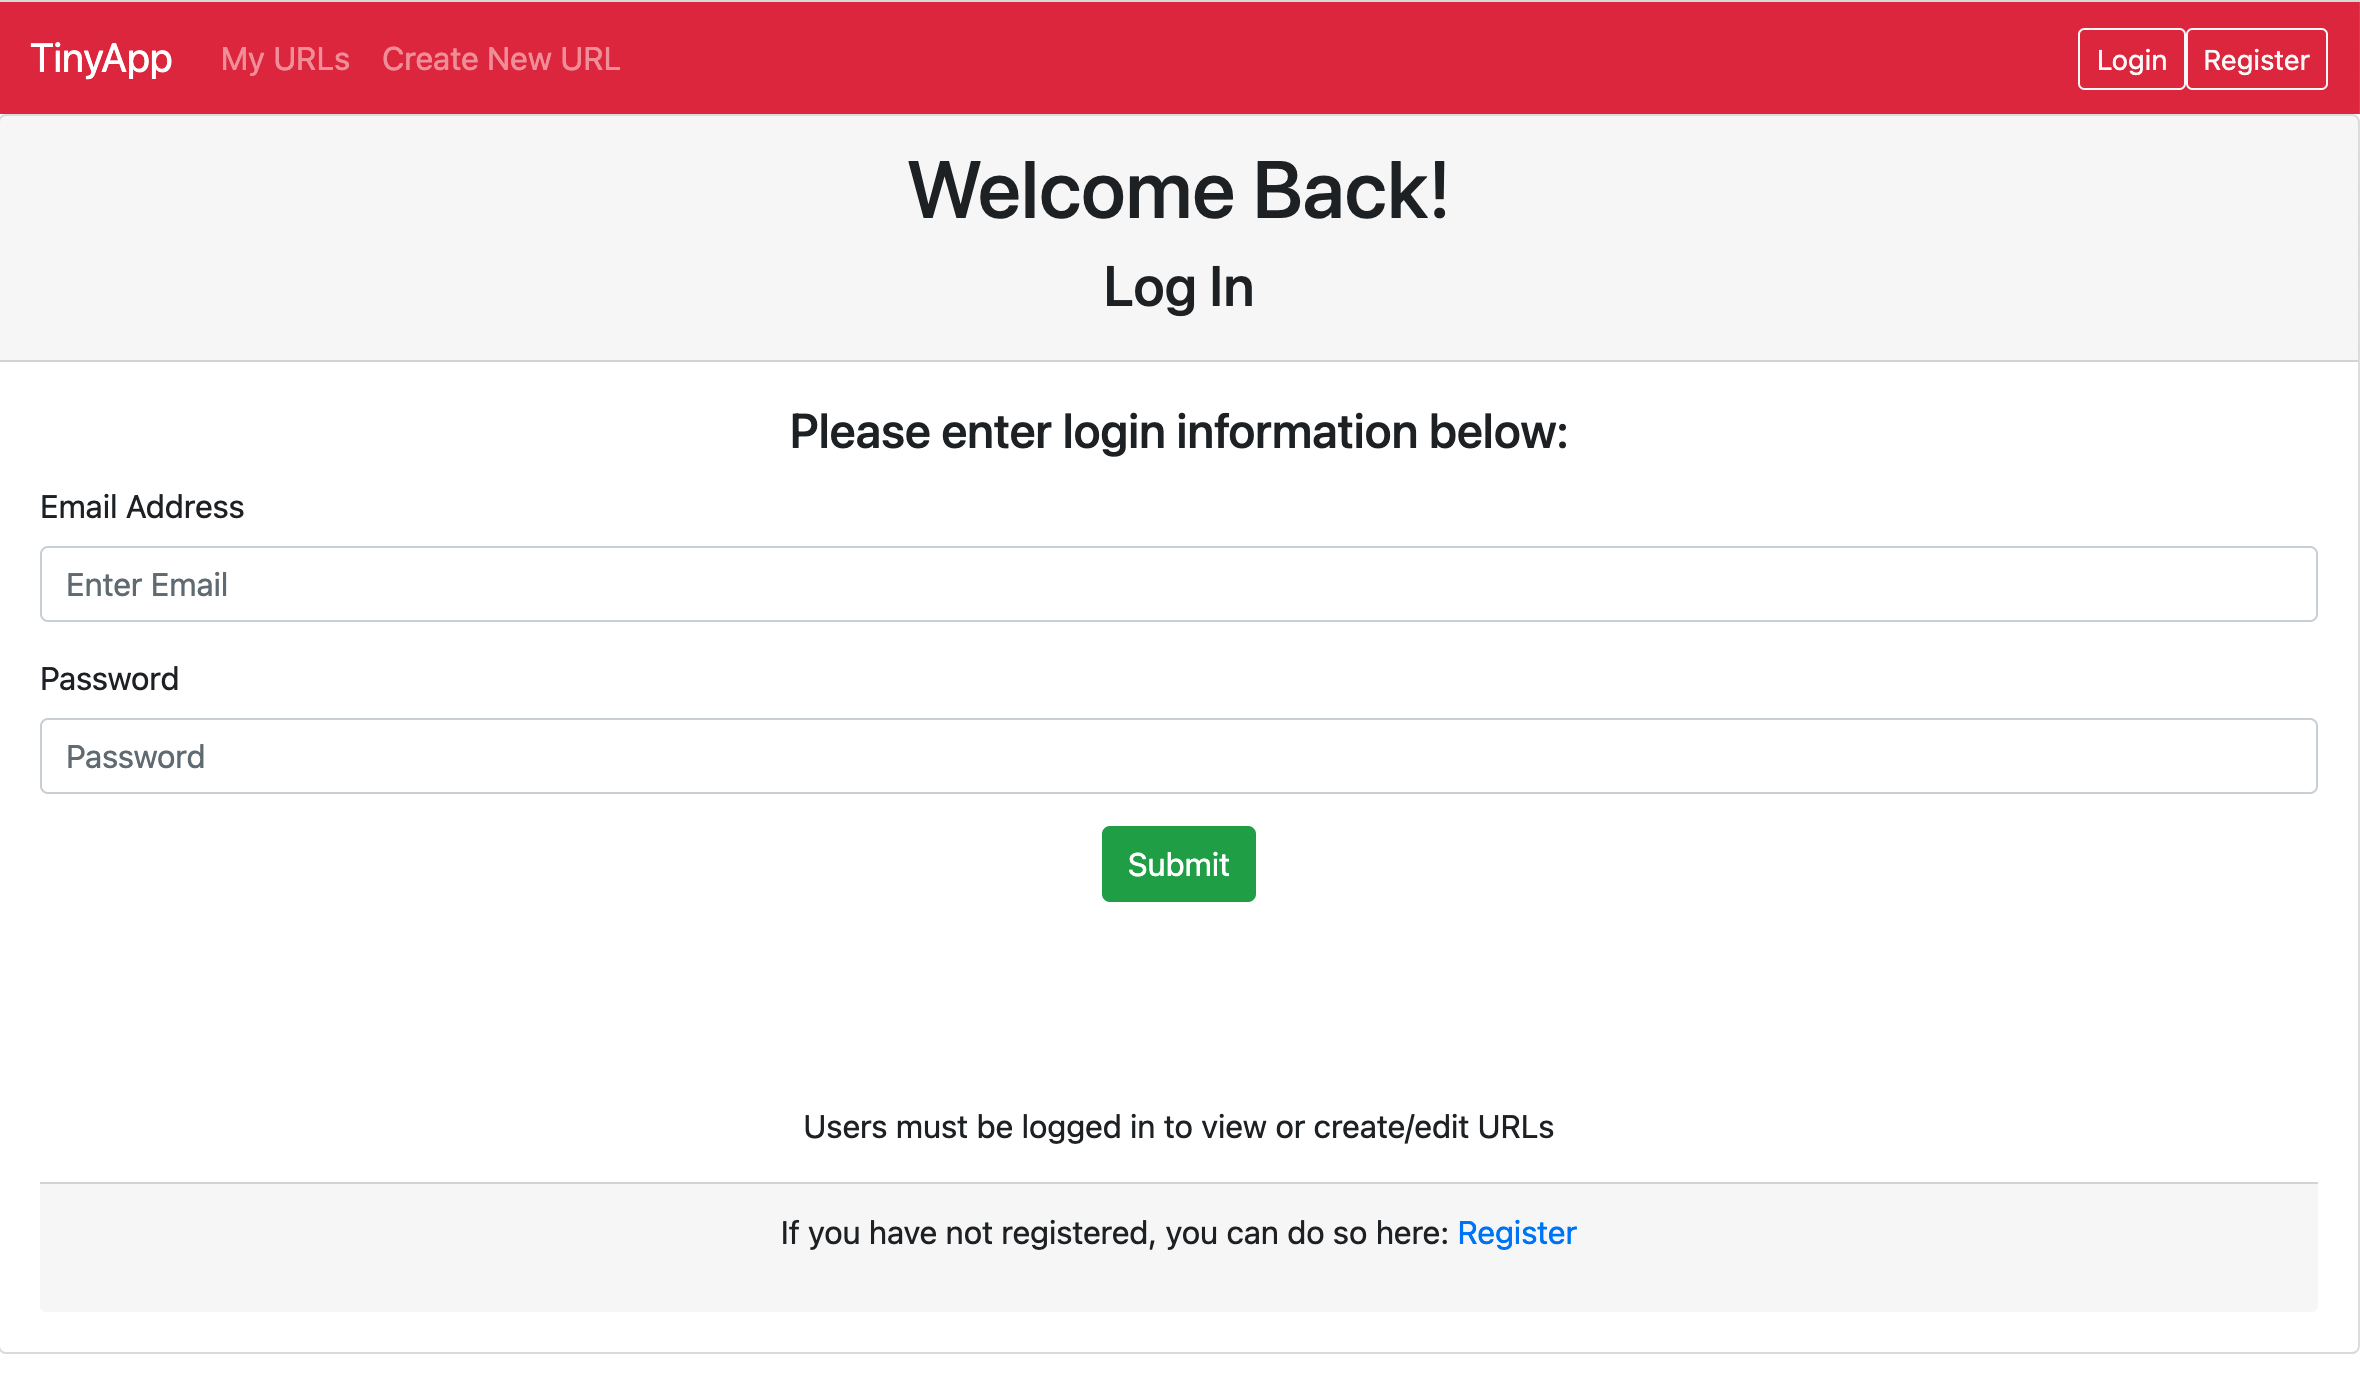 TinyApp My URLs Create New URL Login Register
Welcome Back!
Log In
Please enter login information below:
Email Address
Enter Email
Password
Password
Submit
Users must be logged in to view or create/edit URLs
If you have not registered, you can do so here: Register